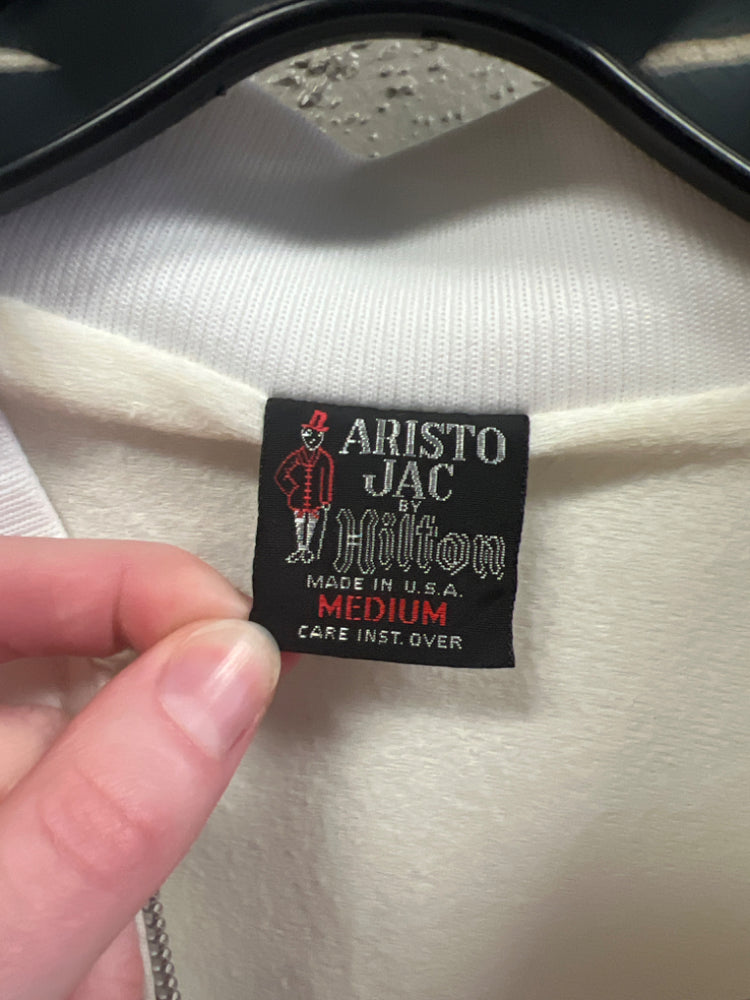 ARISTO
JAC
BY
Hilton
MADE IN U.S.A.
MEDIUM
CARE INST. OVER